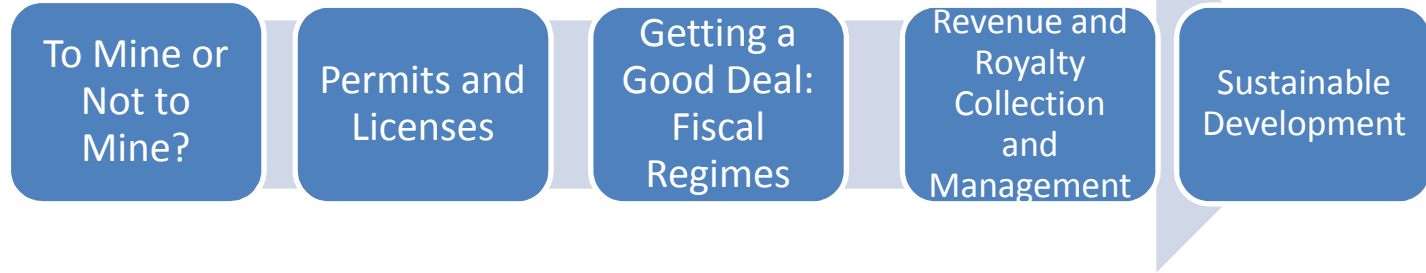 To Mine or
Not to
Mine?
Permits and
Licenses
Getting a
Good Deal:
Fiscal
Regimes
Revenue and
Royalty
Collection
and
Management
Sustainable
Development